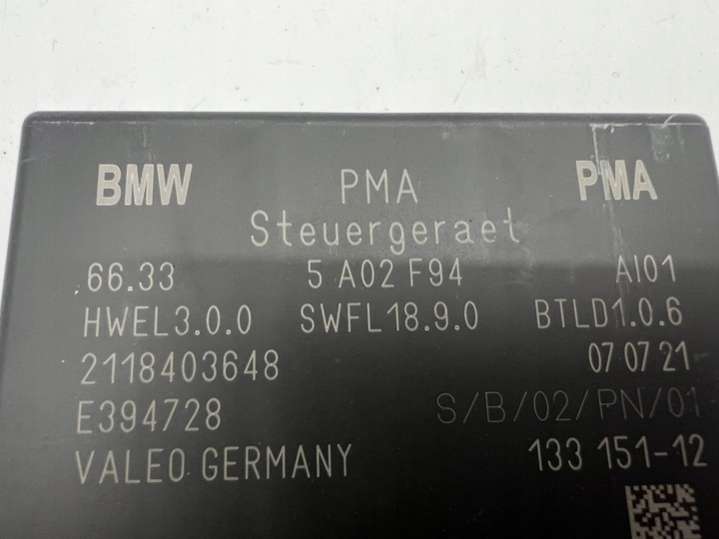 BMW PMA PMA
Steuergeraet
66.33 5 A02 F94 AI01
HWEL3.0.0 SWFL18.9.0 BTLD1.0.6
2118403648 07 07 21
E394728 S/B/02/PN/01
VALEO GERMANY 133 151-12